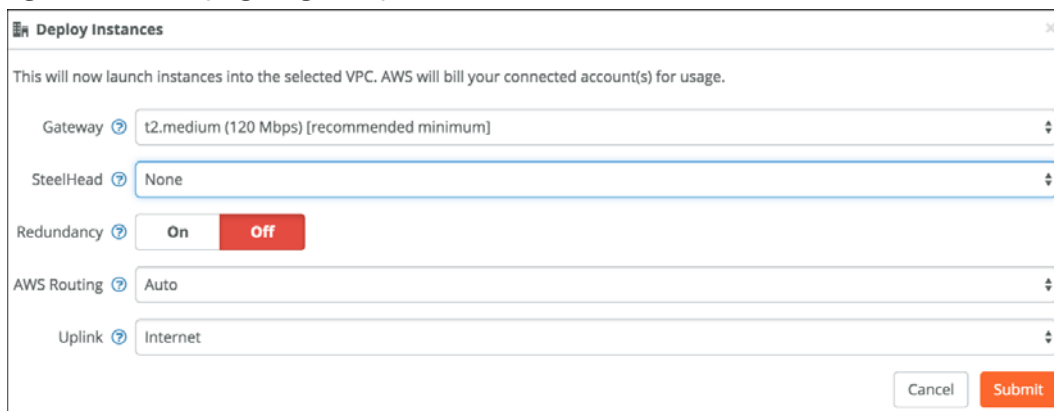 Deploy Instances
This will now launch instances into the selected VPC. AWS will bill your connected account(s) for usage.
Gateway ? t2.medium (120 Mbps) [recommended minimum]
SteelHead ? None
Redundancy ? On Off
AWS Routing ? Auto
Uplink ? Internet
Cancel Submit